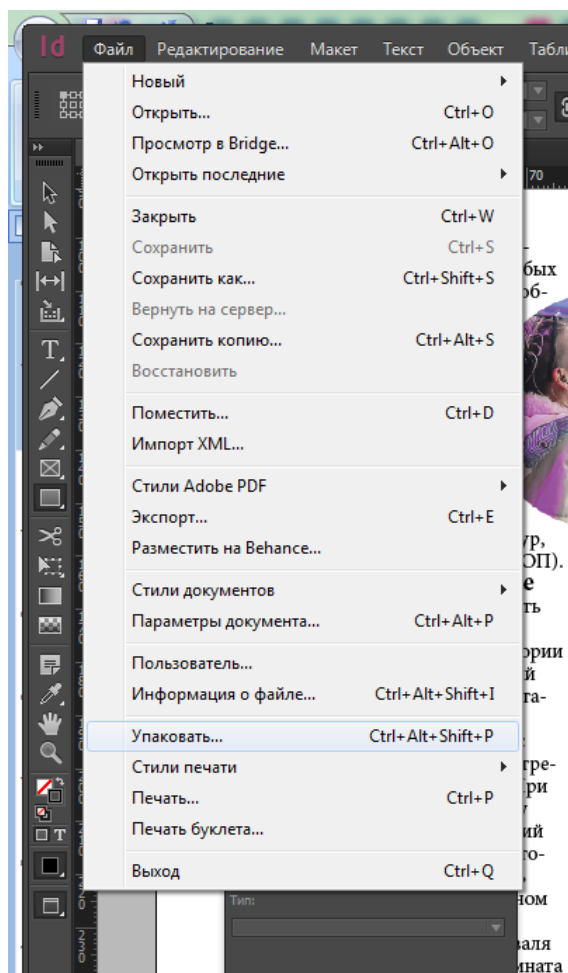 Id Файл Редактирование Макет Текст Объект
Новый
Открыть... Ctrl+O
Просмотр в Bridge... Ctrl+Alt+O
Открыть последние
70
Закрыть Ctrl+W
Сохранить Ctrl+S
Сохранить как... Ctrl+Shift+S
Вернуть на сервер...
Сохранить копию... Ctrl+Alt+S
Восстановить
Поместить... Ctrl+D
Импорт XML...
Стили Adobe PDF
Экспорт... Ctrl+E
Разместить на Behance...
Стили документов
Параметры документа... Ctrl+Alt+P
Пользователь...
Информация о файле... Ctrl+Alt+Shift+I
Упаковать... Ctrl+Alt+Shift+P
Стили печати
Печать... Ctrl+P
Печать буклета...
Выход Ctrl+Q
Тип: